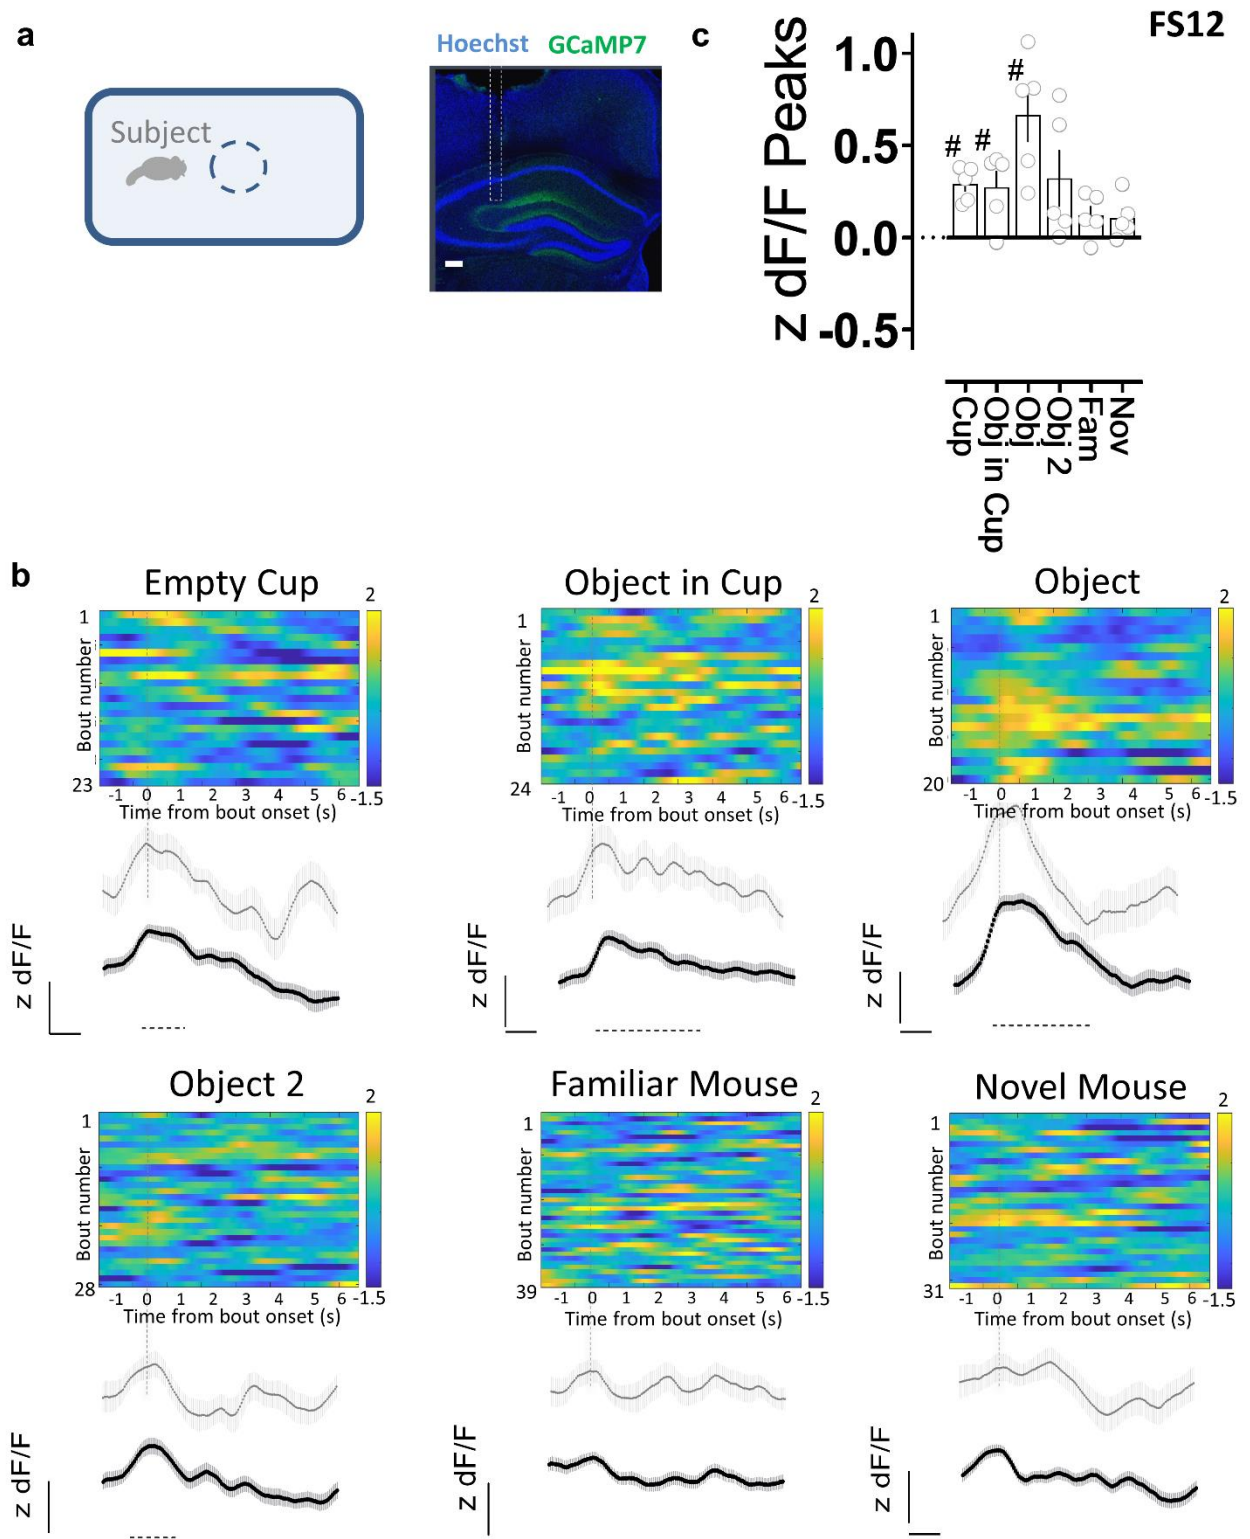 a
Subject
Hoechst GCaMP7
c
FS12
z dF/F Peaks
1.0
0.5
0.0
-0.5
#
#
#
Cup
Obj in Cup
Obj
Obj 2
Fam
Nov
b
Empty Cup
2
1
Bout number
23
-1 0 1 2 3 4 5 6 -1.5
Time from bout onset (s)
z dF/F
Object in Cup
2
1
Bout number
24
-1 0 1 2 3 4 5 6 -1.5
Time from bout onset (s)
z dF/F
Object
2
1
Bout number
20
-1 0 1 2 3 4 5 6 -1.5
Time from bout onset (s)
z dF/F
Object 2
2
1
Bout number
28
-1 0 1 2 3 4 5 6 -1.5
Time from bout onset (s)
z dF/F
Familiar Mouse
2
1
Bout number
39
-1 0 1 2 3 4 5 6 -1.5
Time from bout onset (s)
z dF/F
Novel Mouse
2
1
Bout number
31
-1 0 1 2 3 4 5 6 -1.5
Time from bout onset (s)
z dF/F